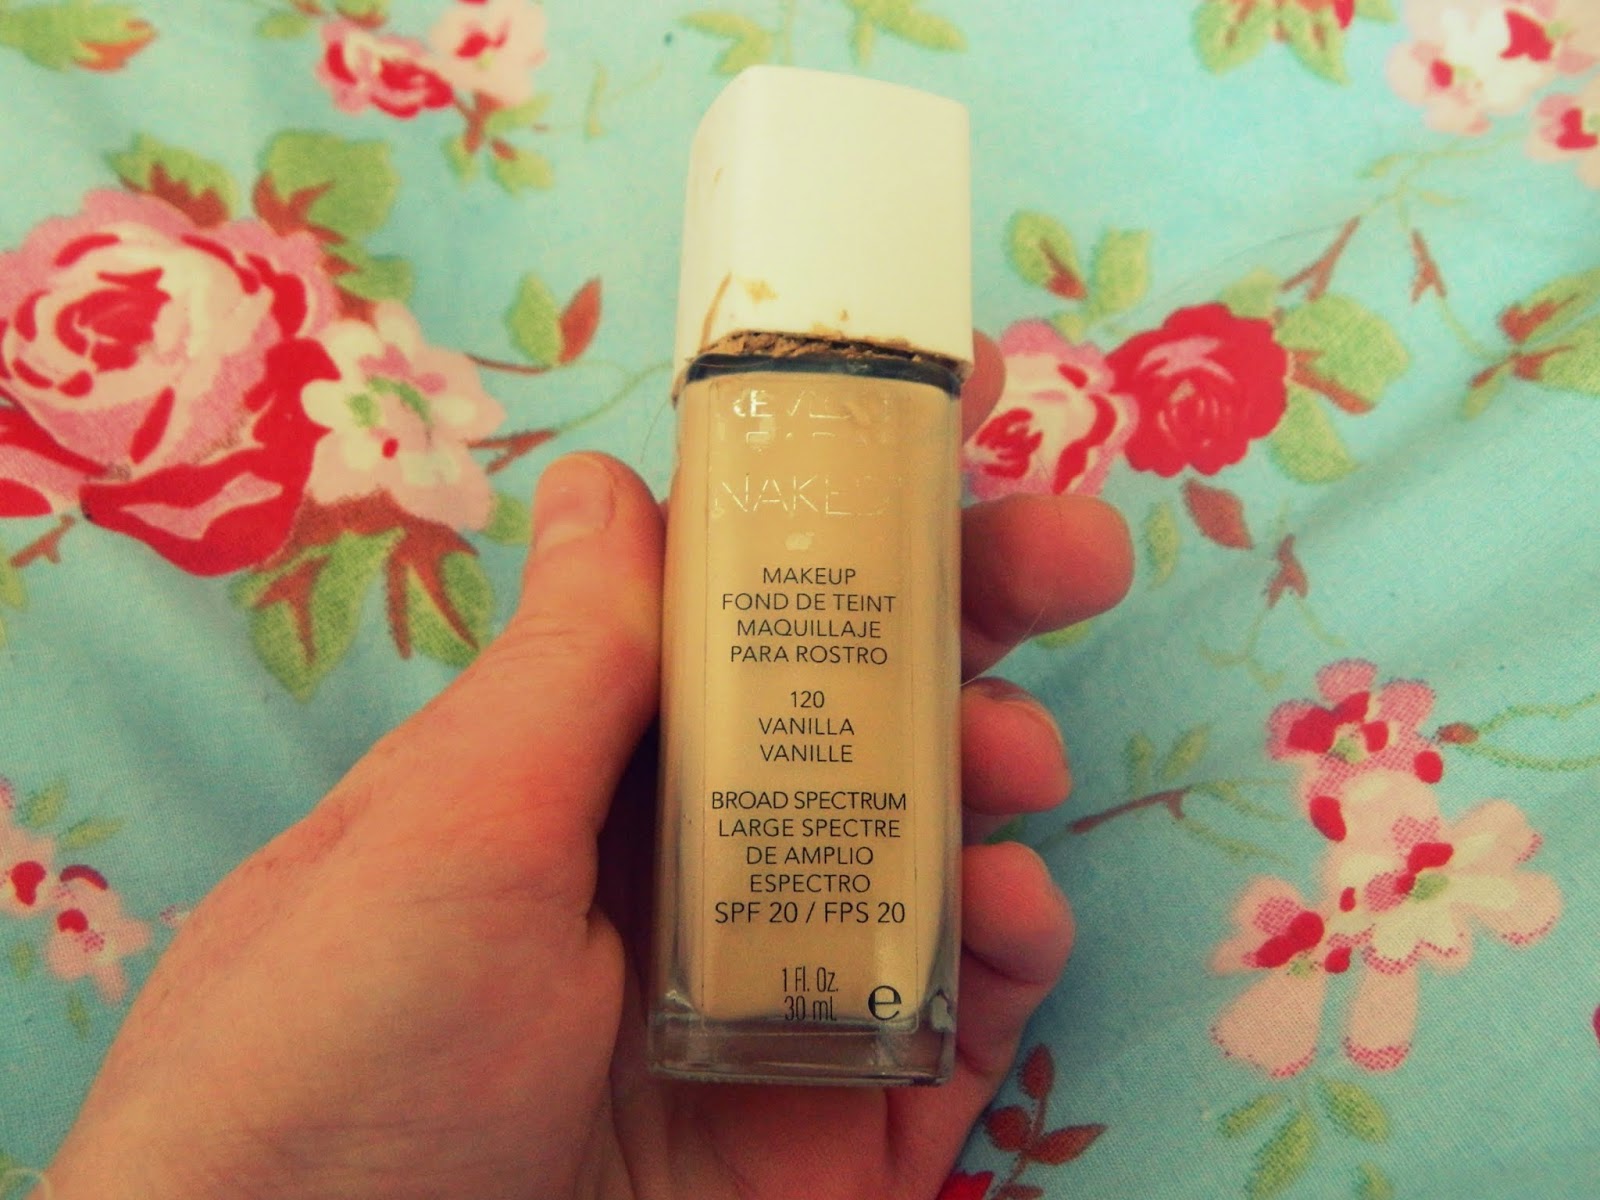 NAKED
MAKEUP
FOND DE TEINT
MAQUILLAJE
PARA ROSTRO
120
VANILLA
VANILLE
BROAD SPECTRUM
LARGE SPECTRE
DE AMPLIO
ESPECTRO
SPF 20 / FPS 20
1 Fl. Oz.
30 ml e